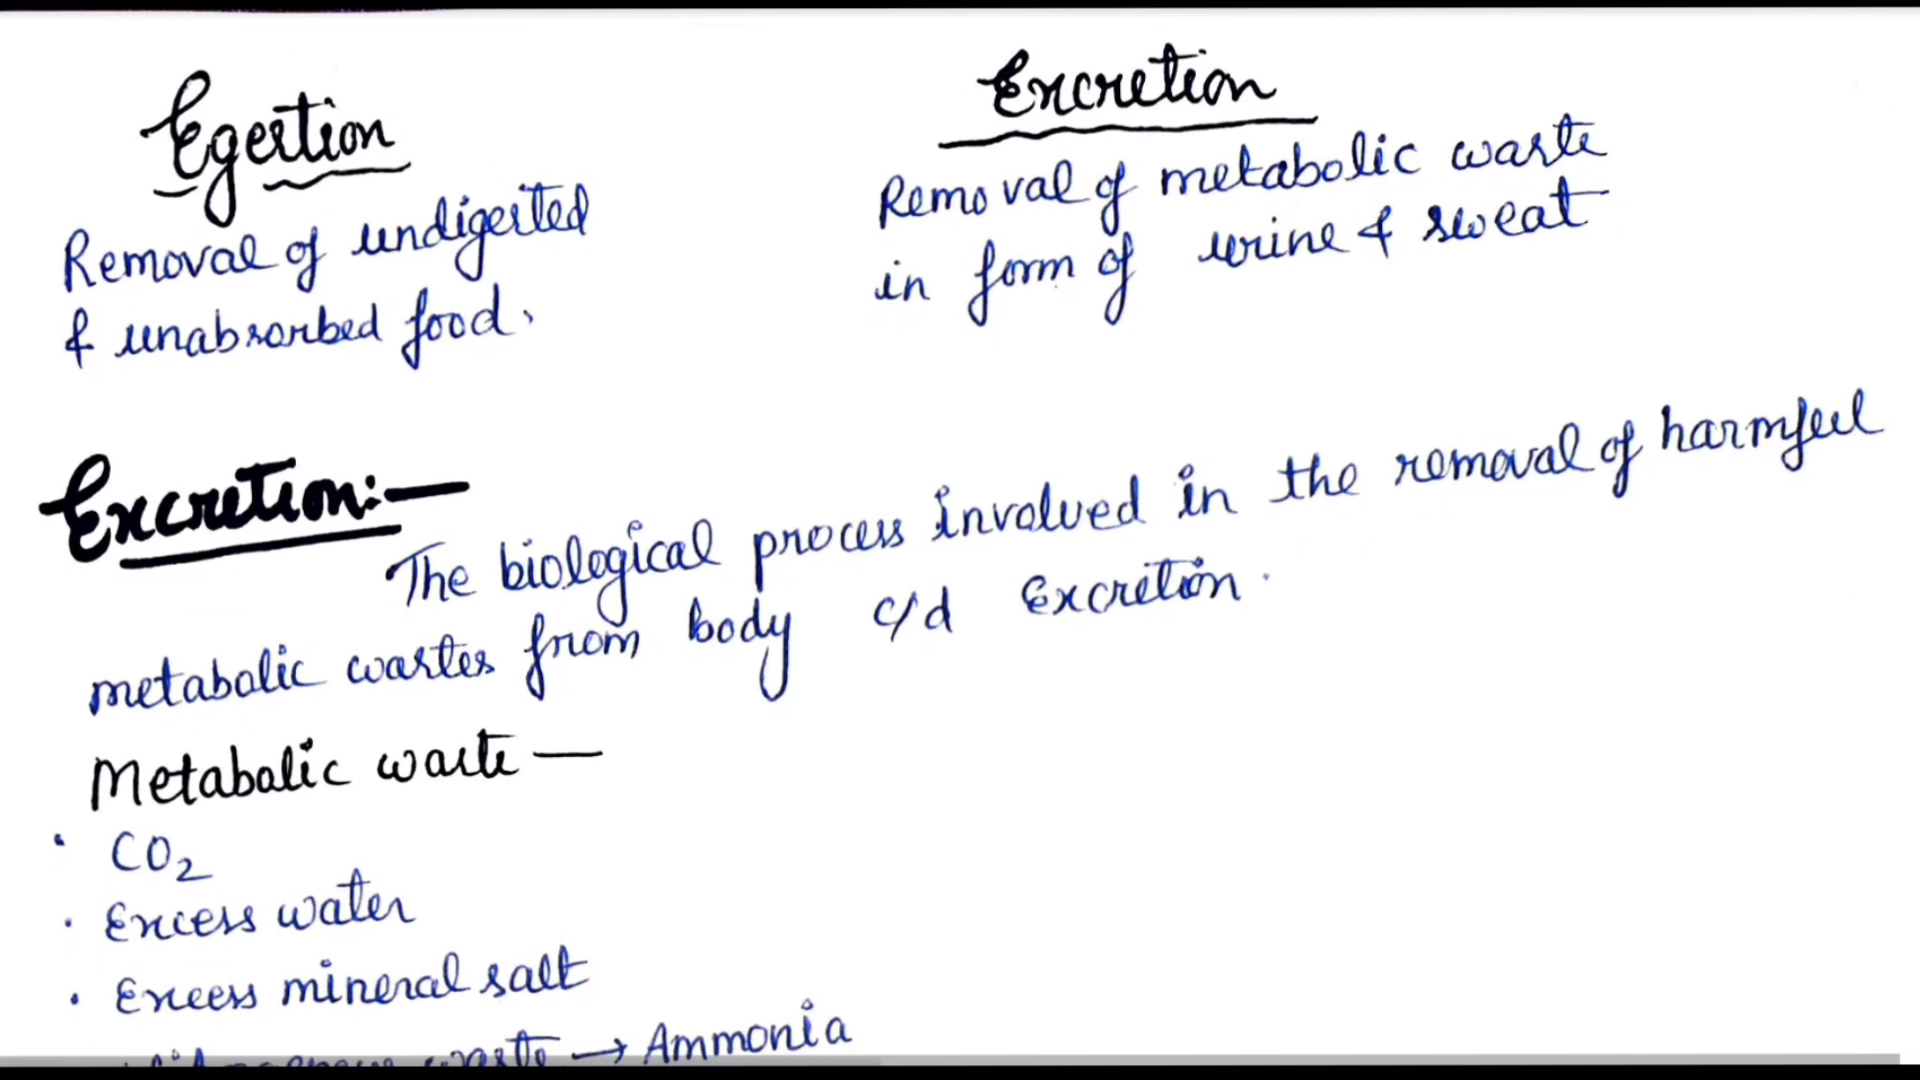 Egestion
Removal of undigested
& unabsorbed food.
Excretion
Removal of metabolic waste
in form of urine & sweat
Excretion:—
The biological process involved in the removal of harmful
metabolic wastes from body c/d Excretion.
Metabolic waste —
• CO2
• Excess water
• Excess mineral salt
waste → Ammonia